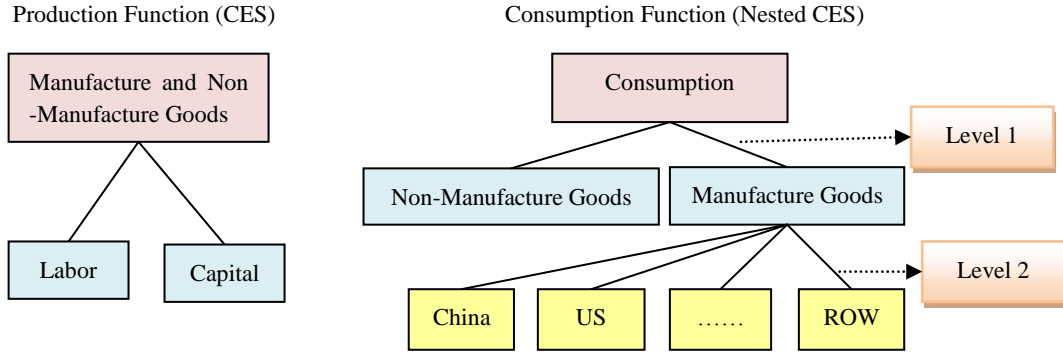 Production Function (CES)
Consumption Function (Nested CES)
Manufacture and Non
-Manufacture Goods
Consumption
Level 1
Non-Manufacture Goods
Manufacture Goods
Labor
Capital
Level 2
China
US
……
ROW